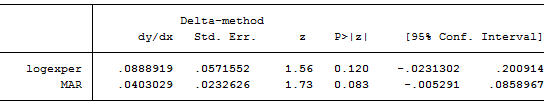 Delta-method
dy/dx Std. Err. z P>|z| [95% Conf. Interval]
logexper .0888919 .0571552 1.56 0.120 -.0231302 .200914
MAR .0403029 .0232626 1.73 0.083 -.005291 .0858967